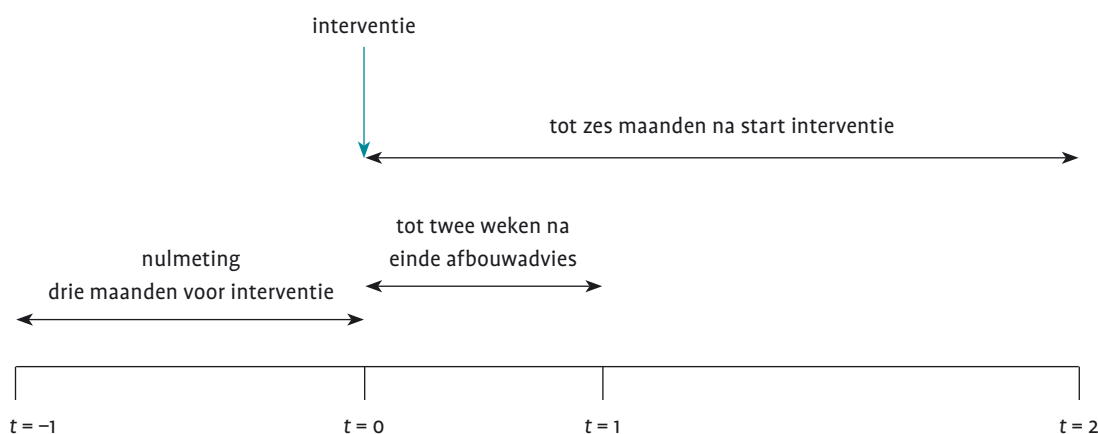 interventie
tot zes maanden na start interventie
tot twee weken na
einde afbouwadvies
nulmeting
drie maanden voor interventie
t = –1
t = 0
t = 1
t = 2